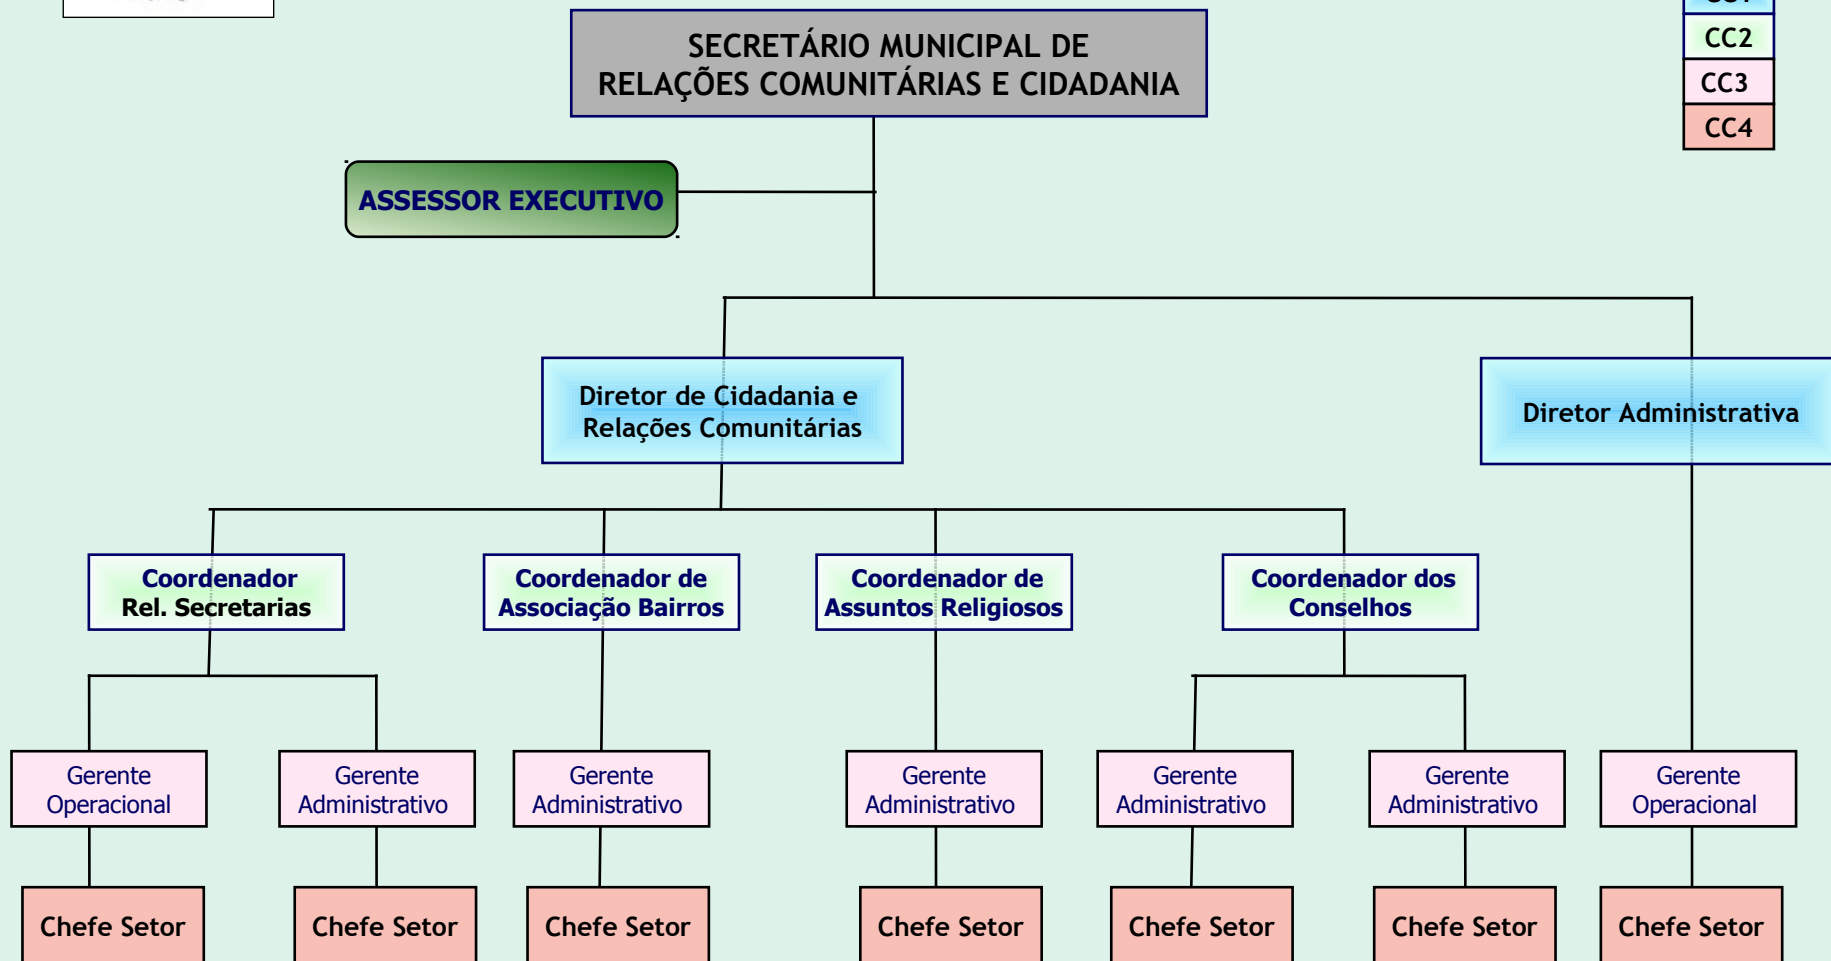 SECRETÁRIO MUNICIPAL DE
RELAÇÕES COMUNITÁRIAS E CIDADANIA
CC2
CC3
CC4
ASSESSOR EXECUTIVO
Diretor de Cidadania e
Relações Comunitárias
Diretor Administrativa
Coordenador
Rel. Secretarias
Coordenador de
Associação Bairros
Coordenador de
Assuntos Religiosos
Coordenador dos
Conselhos
Gerente
Operacional
Gerente
Administrativo
Gerente
Administrativo
Gerente
Administrativo
Gerente
Administrativo
Gerente
Administrativo
Gerente
Operacional
Chefe Setor
Chefe Setor
Chefe Setor
Chefe Setor
Chefe Setor
Chefe Setor
Chefe Setor